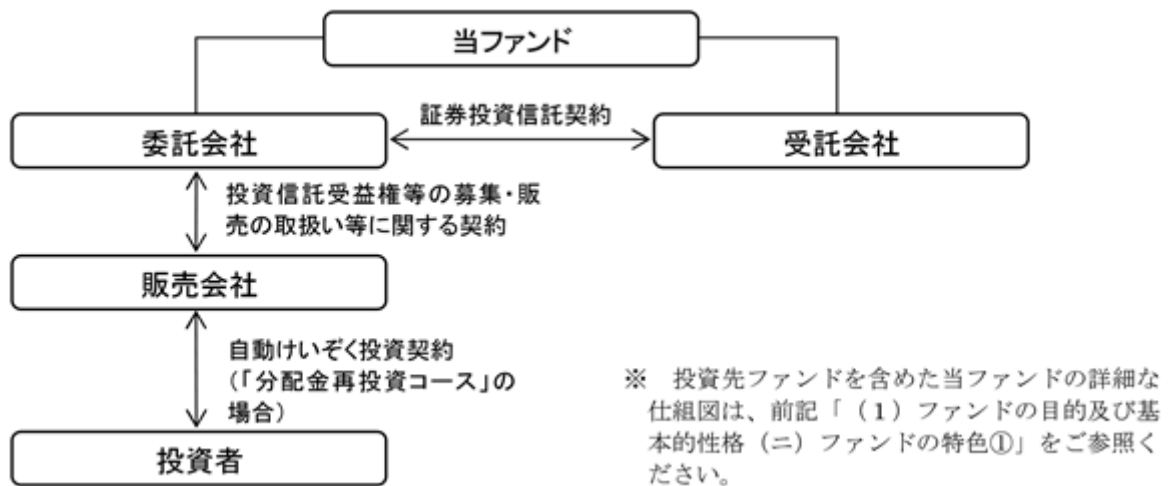 当ファンド
証券投資信託契約
委託会社
受託会社
投資信託受益権等の募集・販
売の取扱い等に関する契約
販売会社
自動けいぞく投資契約
(「分配金再投資コース」の
場合)
投資者
※ 投資先ファンドを含めた当ファンドの詳細な
仕組図は、前記「(1)ファンドの目的及び基
本的性格(ニ)ファンドの特色①」をご参照く
ださい。